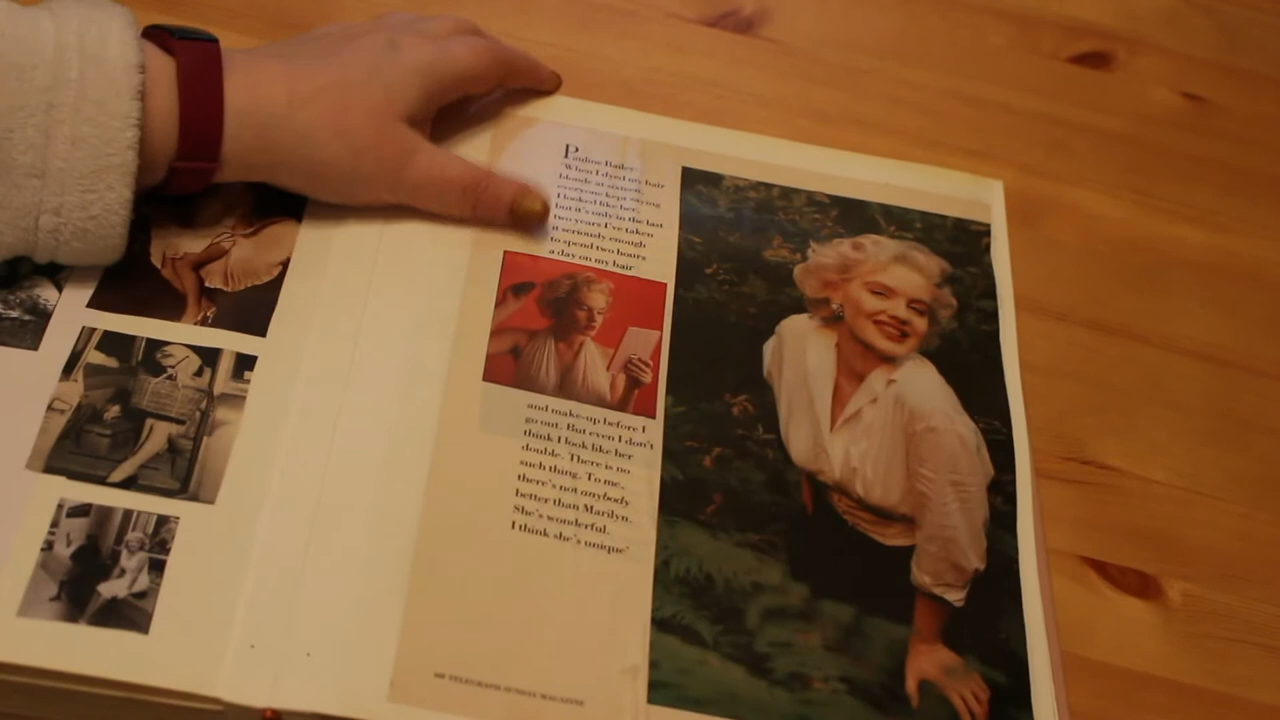 Pauline Bailey:
'When I dyed my hair
blonde at sixteen,
everyone kept saying
I looked like her,
but it's only in the last
two years I've taken
it seriously enough
to spend two hours
a day on my hair
and make-up before I
go out. But even I don't
think I look like her
double. There is no
such thing. To me,
there's not anybody
better than Marilyn.
She's wonderful.
I think she's unique'
TELEGRAPH SUNDAY MAGAZINE